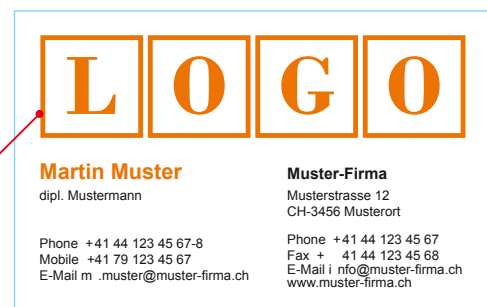 LOGO
Martin Muster
dipl. Mustermann
Phone +41 44 123 45 67-8
Mobile +41 79 123 45 67
E-Mail m .muster@muster-firma.ch
Muster-Firma
Musterstrasse 12
CH-3456 Musterort
Phone +41 44 123 45 67
Fax + 41 44 123 45 68
E-Mail i nfo@muster-firma.ch
www.muster-firma.ch